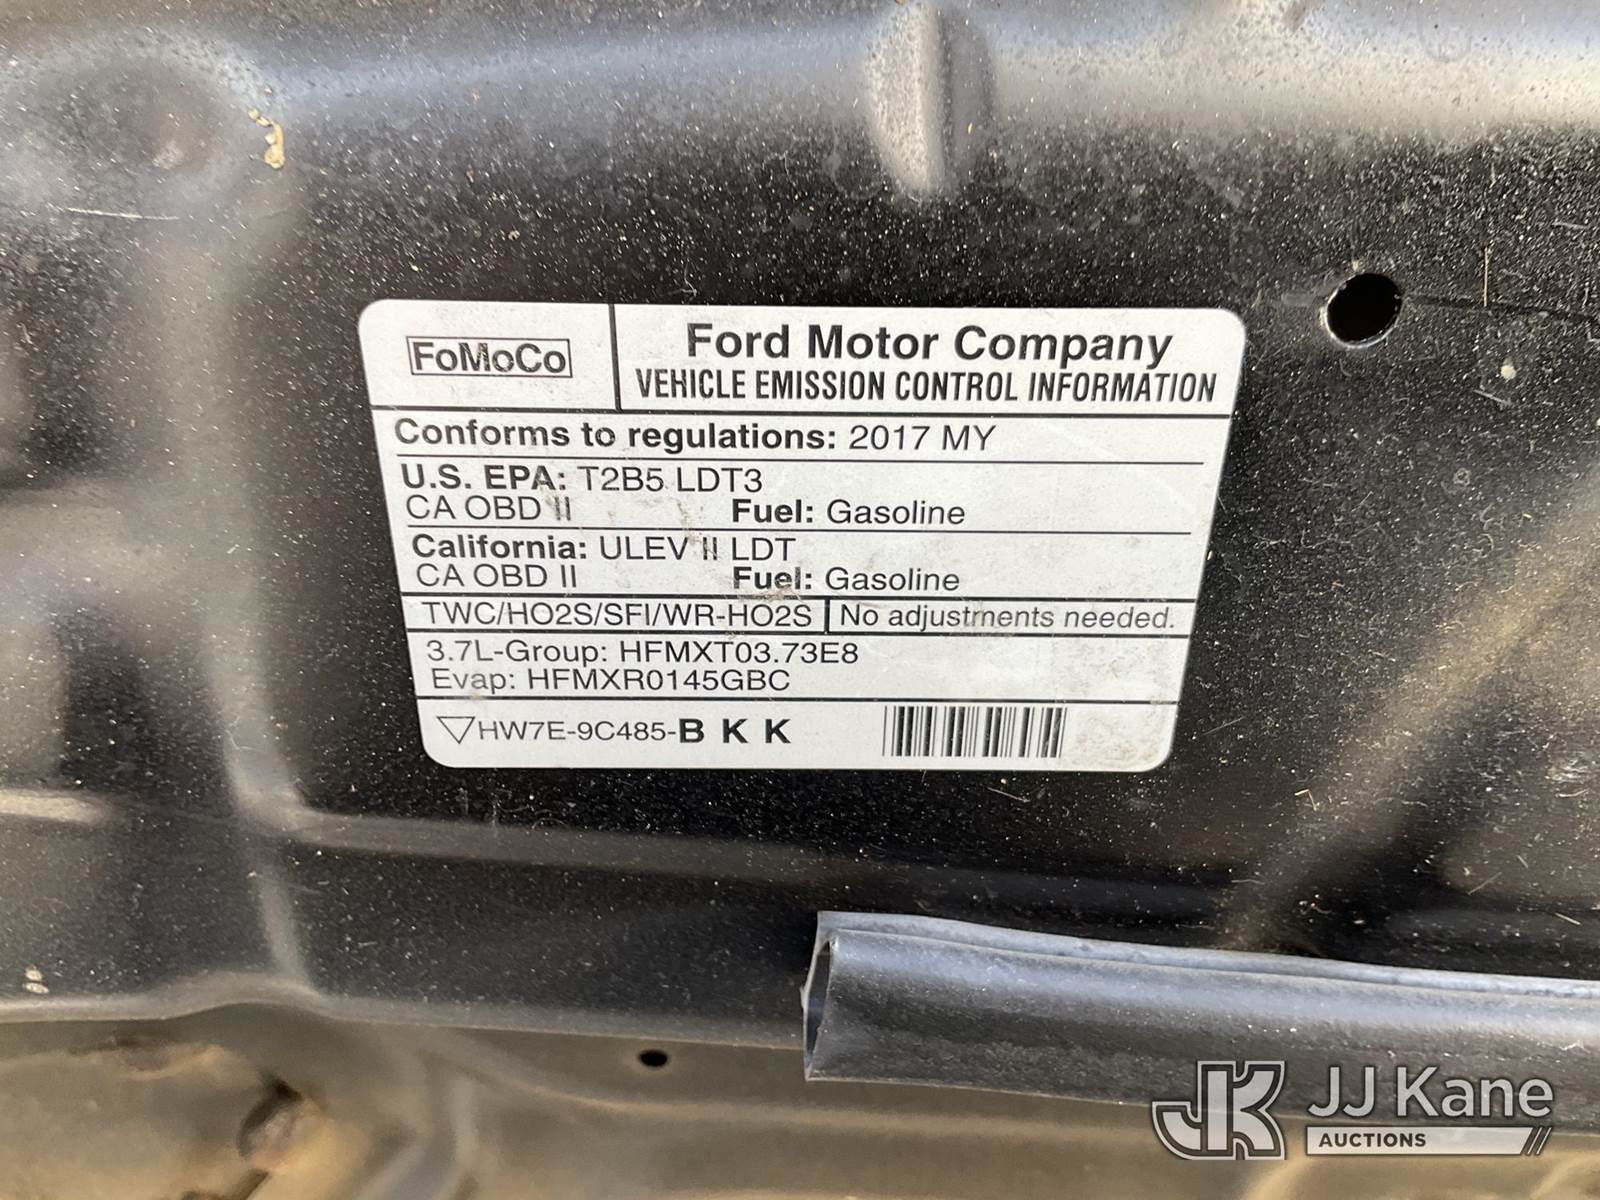 FoMoCo
Ford Motor Company
VEHICLE EMISSION CONTROL INFORMATION
Conforms to regulations: 2017 MY
U.S. EPA: T2B5 LDT3
CA OBD II Fuel: Gasoline
California: ULEV II LDT
CA OBD II Fuel: Gasoline
TWC/HO2S/SFI/WR-HO2S No adjustments needed.
3.7L-Group: HFMXT03.73E8
Evap: HFMXR0145GBC
HW7E-9C485-B K K
JK JJ Kane
AUCTIONS